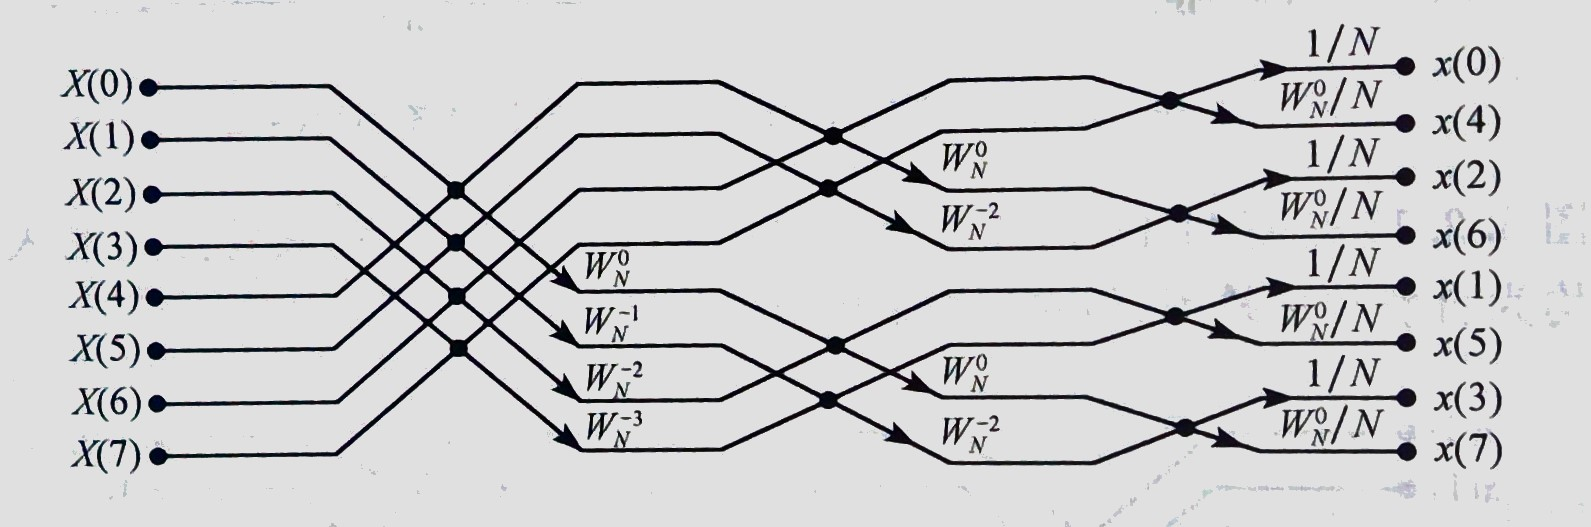 X(0)
X(1)
X(2)
X(3)
X(4)
X(5)
X(6)
X(7)
W_N^0
W_N^{-1}
W_N^{-2}
W_N^{-3}
W_N^0
W_N^{-2}
W_N^0
W_N^{-2}
1/N x(0)
W_N^0/N x(4)
1/N x(2)
W_N^0/N x(6)
1/N x(1)
W_N^0/N x(5)
1/N x(3)
W_N^0/N x(7)